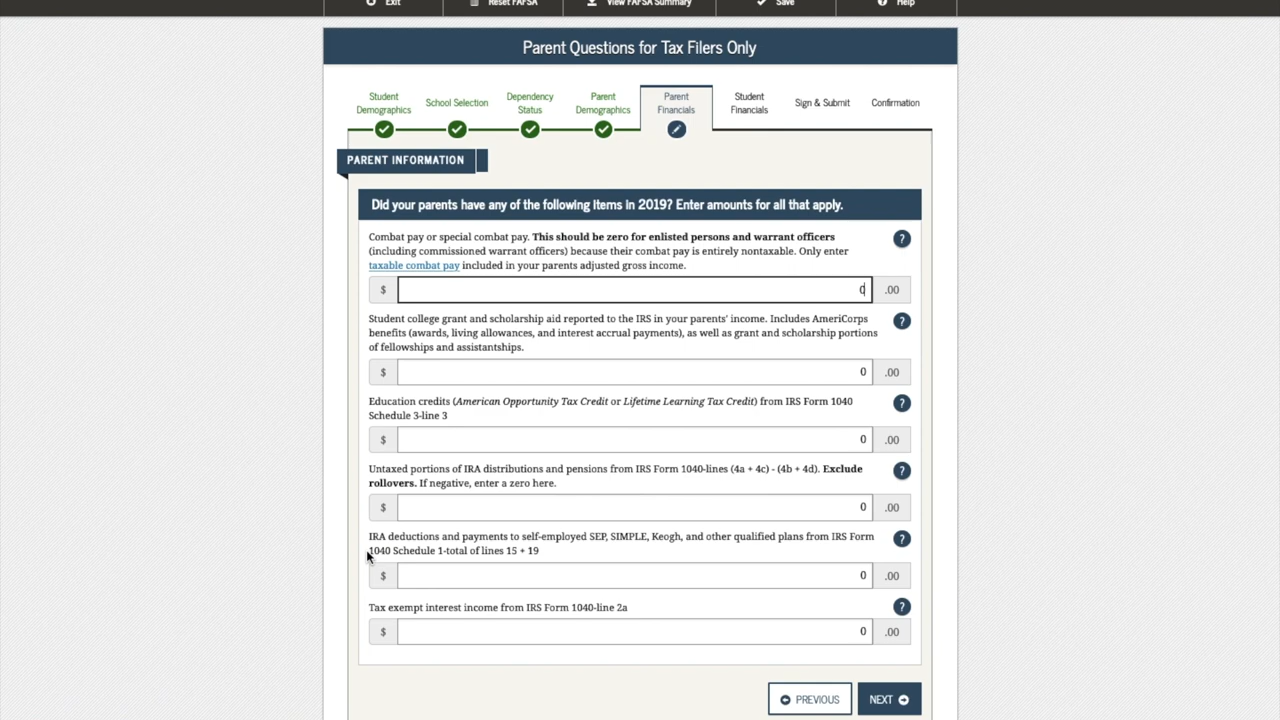 Exit
Reset FAFSA
View FAFSA Summary
Save
Help
Parent Questions for Tax Filers Only
Student
Demographics
School Selection
Dependency
Status
Parent
Demographics
Parent
Financials
Student
Financials
Sign & Submit
Confirmation
PARENT INFORMATION
Did your parents have any of the following items in 2019? Enter amounts for all that apply.
Combat pay or special combat pay. This should be zero for enlisted persons and warrant officers
(including commissioned warrant officers) because their combat pay is entirely nontaxable. Only enter
taxable combat pay included in your parents adjusted gross income.
?
$ 0 .00
Student college grant and scholarship aid reported to the IRS in your parents' income. Includes AmeriCorps
benefits (awards, living allowances, and interest accrual payments), as well as grant and scholarship portions
of fellowships and assistantships.
?
$ 0 .00
Education credits (American Opportunity Tax Credit or Lifetime Learning Tax Credit) from IRS Form 1040
Schedule 3-line 3
?
$ 0 .00
Untaxed portions of IRA distributions and pensions from IRS Form 1040-lines (4a + 4c) - (4b + 4d). Exclude
rollovers. If negative, enter a zero here.
?
$ 0 .00
IRA deductions and payments to self-employed SEP, SIMPLE, Keogh, and other qualified plans from IRS Form
1040 Schedule 1-total of lines 15 + 19
?
$ 0 .00
Tax exempt interest income from IRS Form 1040-line 2a
?
$ 0 .00
PREVIOUS
NEXT